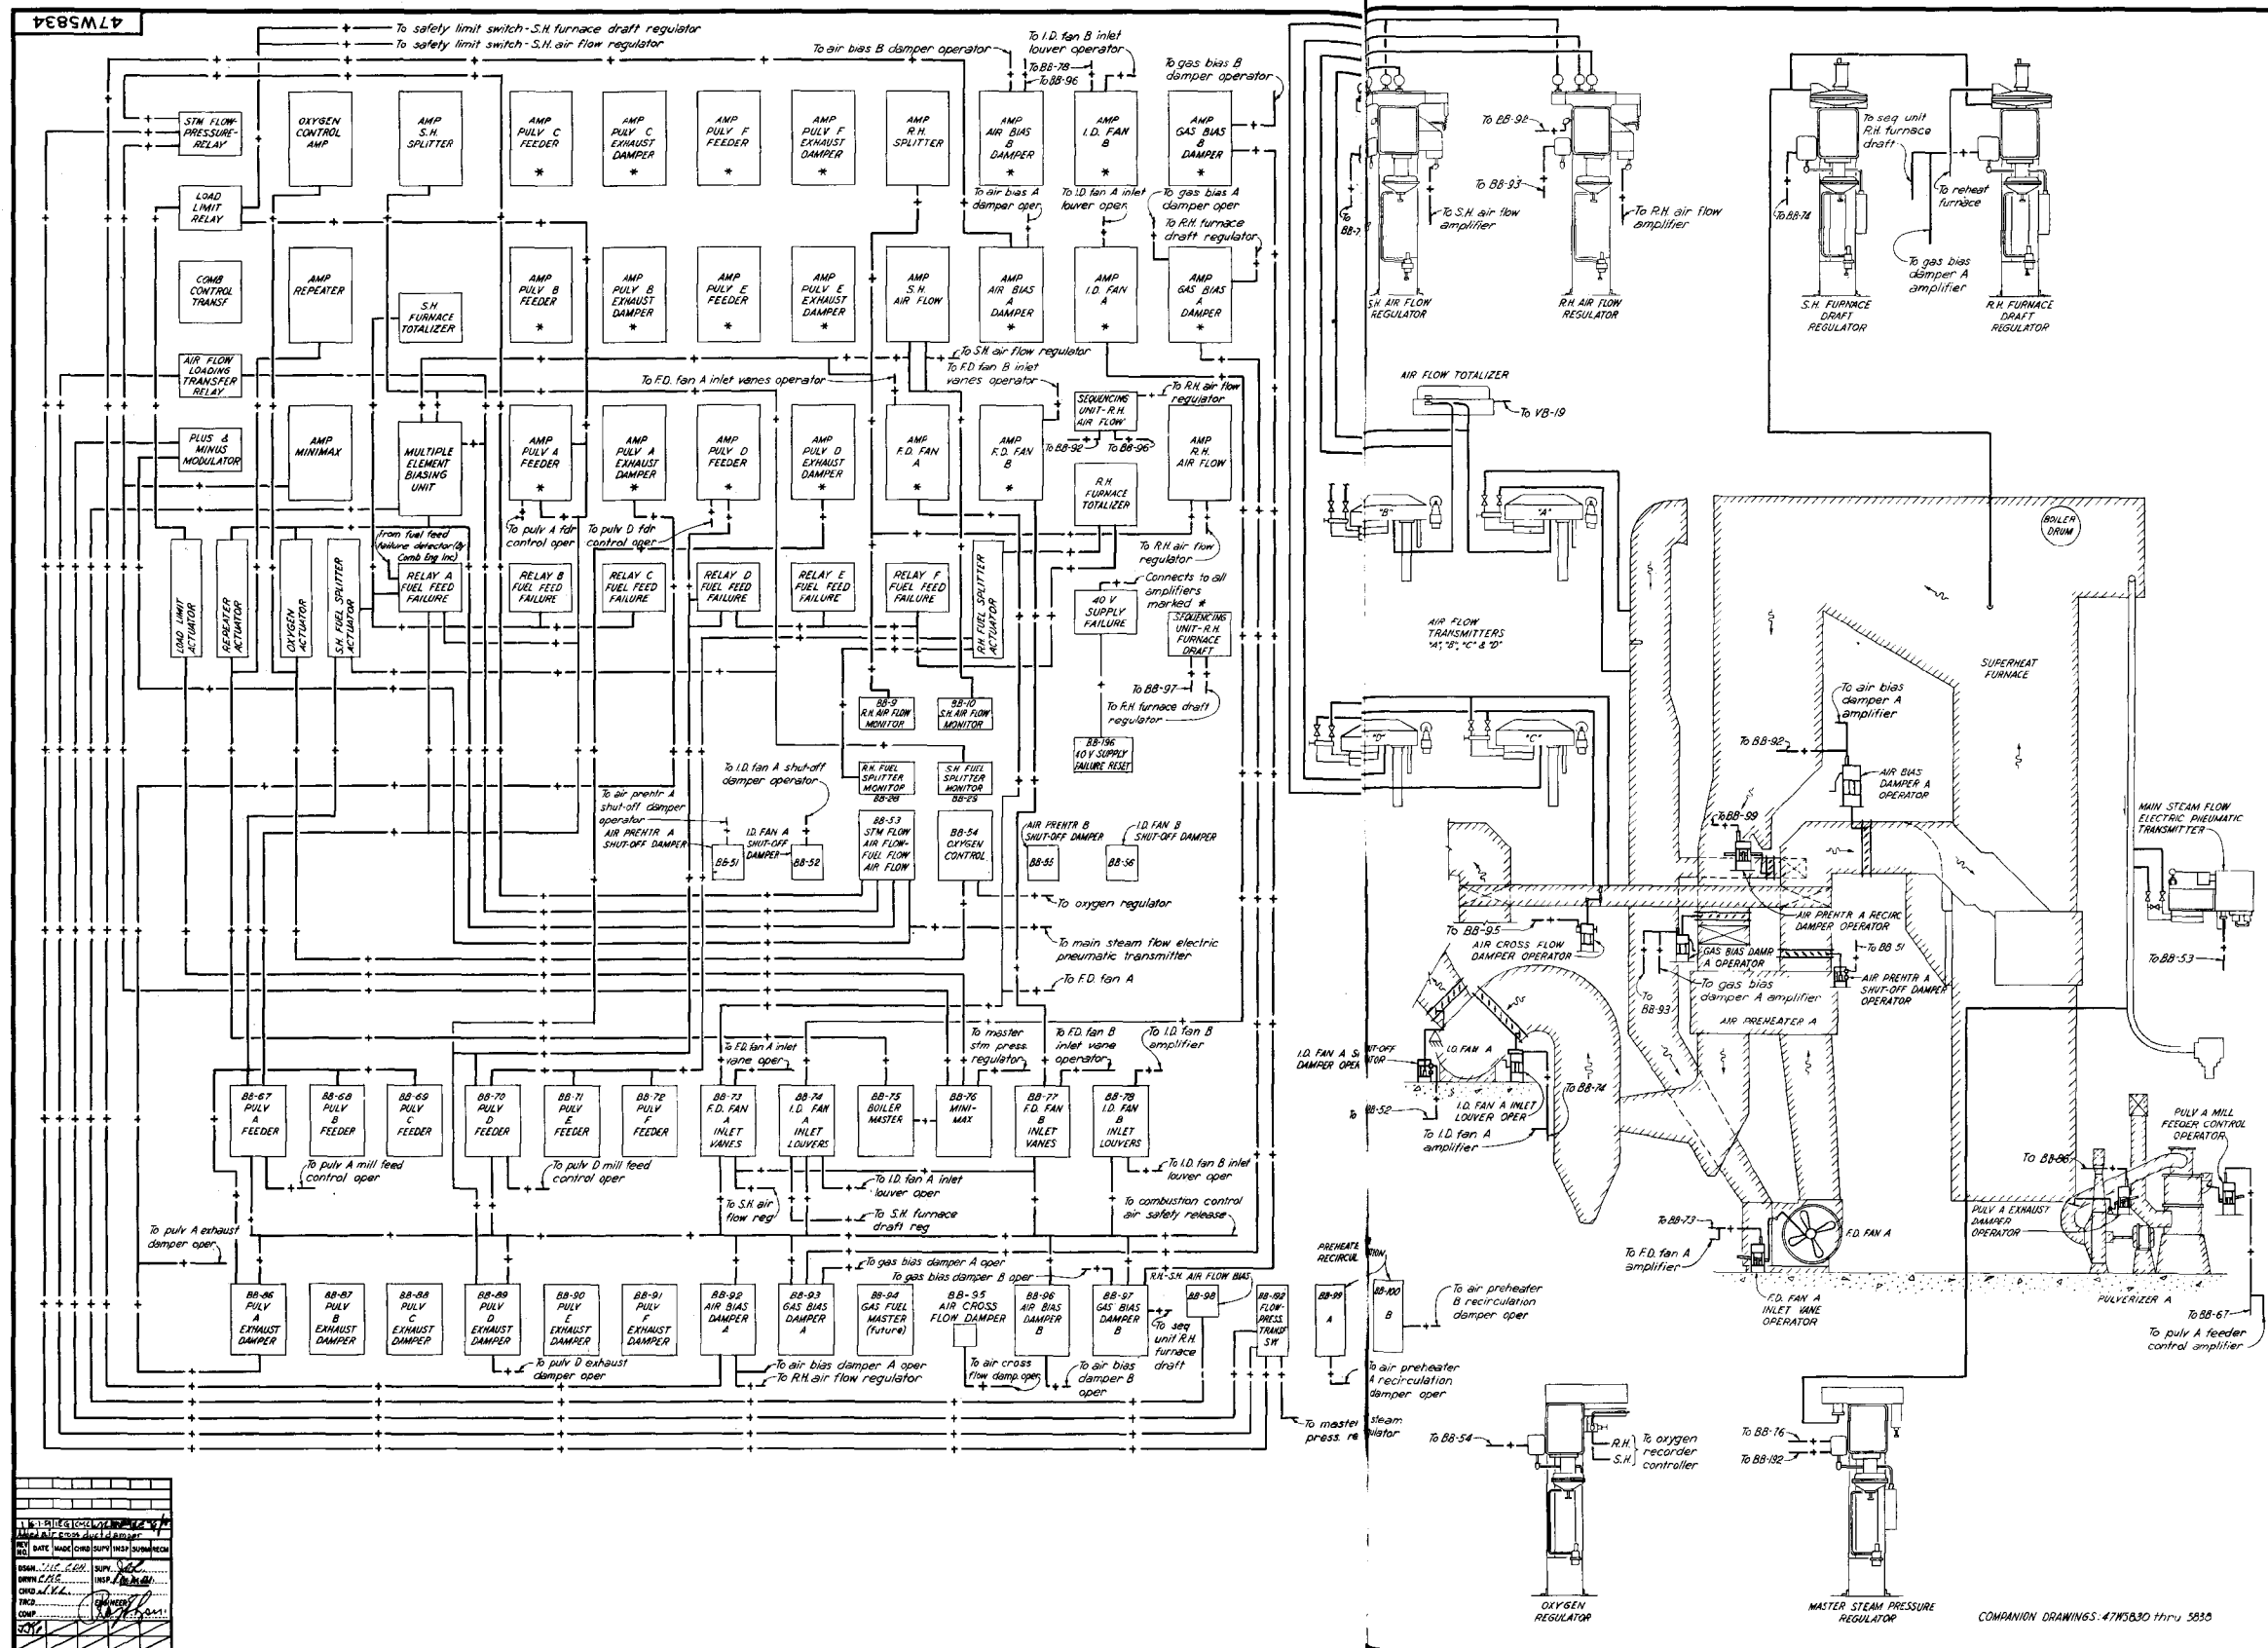 47W5834
To safety limit switch - S.H. furnace draft regulator
To safety limit switch - S.H. air flow regulator
To air bias B damper operator
To I.D. fan B inlet
louver operator
To BB-78
To BB-96
To gas bias B
damper operator
STM FLOW-
PRESSURE-
RELAY
OXYGEN
CONTROL
AMP
AMP
S.H.
SPLITTER
AMP
PULV C
FEEDER
*
AMP
PULV C
EXHAUST
DAMPER
*
AMP
PULV F
FEEDER
*
AMP
PULV F
EXHAUST
DAMPER
*
AMP
R.H.
SPLITTER
AMP
AIR BIAS
B
DAMPER
*
AMP
I.D. FAN
B
*
AMP
GAS BIAS
B
DAMPER
*
LOAD
LIMIT
RELAY
To air bias A
damper oper
To I.D. fan A inlet
louver oper
To gas bias A
damper oper
To R.H. furnace
draft regulator
COMB
CONTROL
TRANSF
AMP
REPEATER
S.H.
FURNACE
TOTALIZER
AMP
PULV B
FEEDER
*
AMP
PULV B
EXHAUST
DAMPER
*
AMP
PULV E
FEEDER
*
AMP
PULV E
EXHAUST
DAMPER
*
AMP
S.H.
AIR FLOW
AMP
AIR BIAS
A
DAMPER
*
AMP
I.D. FAN
A
*
AMP
GAS BIAS
A
DAMPER
*
AIR FLOW
LOADING
TRANSFER
RELAY
To S.H. air flow regulator
To F.D. fan A inlet vanes operator
To F.D. fan B inlet
vanes operator
To R.H. air flow
regulator
PLUS &
MINUS
MODULATOR
AMP
MINIMAX
MULTIPLE
ELEMENT
BIASING
UNIT
AMP
PULV A
FEEDER
*
AMP
PULV A
EXHAUST
DAMPER
*
AMP
PULV D
FEEDER
*
AMP
PULV D
EXHAUST
DAMPER
*
AMP
F.D. FAN
A
*
AMP
F.D. FAN
B
*
SEQUENCING
UNIT-R.H.
AIR FLOW
To BB-92
To BB-96
AMP
R.H.
AIR FLOW
R.H.
FURNACE
TOTALIZER
From fuel feed
failure detector (By
Comb Eng Inc)
To pulv A fdr
control oper
To pulv D fdr
control oper
To R.H. air flow
regulator
LOAD LIMIT
ACTUATOR
REPEATER
ACTUATOR
OXYGEN
ACTUATOR
S.H. FUEL SPLITTER
ACTUATOR
RELAY A
FUEL FEED
FAILURE
RELAY B
FUEL FEED
FAILURE
RELAY C
FUEL FEED
FAILURE
RELAY D
FUEL FEED
FAILURE
RELAY E
FUEL FEED
FAILURE
RELAY F
FUEL FEED
FAILURE
R.H. FUEL SPLITTER
ACTUATOR
40 V
SUPPLY
FAILURE
Connects to all
amplifiers
marked *
SEQUENCING
UNIT-R.H.
FURNACE
DRAFT
BB-9
R.H. AIR FLOW
MONITOR
BB-10
S.H. AIR FLOW
MONITOR
To BB-97
To R.H. furnace draft
regulator
BB-196
40 V SUPPLY
FAILURE RESET
R.H. FUEL
SPLITTER
MONITOR
BB-28
S.H. FUEL
SPLITTER
MONITOR
BB-29
To I.D. fan A shut-off
damper operator
To air prehtr A
shut-off damper
operator
AIR PREHTR A
SHUT-OFF DAMPER
BB-51
I.D. FAN A
SHUT-OFF
DAMPER
BB-52
BB-53
STM FLOW
AIR FLOW-
FUEL FLOW
AIR FLOW
BB-54
OXYGEN
CONTROL
AIR PREHTR B
SHUT-OFF DAMPER
BB-55
I.D. FAN B
SHUT-OFF DAMPER
BB-56
To oxygen regulator
To main steam flow electric
pneumatic transmitter
To F.D. fan A
To F.D. fan A inlet
vane oper
To master
stm press.
regulator
To F.D. fan B
inlet vane
operator
To I.D. fan B
amplifier
BB-67
PULV
A
FEEDER
BB-68
PULV
B
FEEDER
BB-69
PULV
C
FEEDER
BB-70
PULV
D
FEEDER
BB-71
PULV
E
FEEDER
BB-72
PULV
F
FEEDER
BB-73
F.D. FAN
A
INLET
VANES
BB-74
I.D. FAN
A
INLET
LOUVERS
BB-75
BOILER
MASTER
BB-76
MINI-
MAX
BB-77
F.D. FAN
B
INLET
VANES
BB-78
I.D. FAN
B
INLET
LOUVERS
To pulv A mill feed
control oper
To pulv D mill feed
control oper
To S.H. air
flow reg
To I.D. fan A inlet
louver oper
To S.H. furnace
draft reg
To I.D. fan B inlet
louver oper
To combustion control
air safety release
To pulv A exhaust
damper oper
To gas bias damper A oper
To gas bias damper B oper
R.H.-S.H. AIR FLOW BIAS
BB-86
PULV
A
EXHAUST
DAMPER
BB-87
PULV
B
EXHAUST
DAMPER
BB-88
PULV
C
EXHAUST
DAMPER
BB-89
PULV
D
EXHAUST
DAMPER
BB-90
PULV
E
EXHAUST
DAMPER
BB-91
PULV
F
EXHAUST
DAMPER
BB-92
AIR BIAS
DAMPER
A
BB-93
GAS BIAS
DAMPER
A
BB-94
GAS FUEL
MASTER
(future)
BB-95
AIR CROSS
FLOW DAMPER
BB-96
AIR BIAS
DAMPER
B
BB-97
GAS BIAS
DAMPER
B
BB-98
BB-192
FLOW-
PRESS.
TRANSF
SW
PREHEATE
RECIRCUL
BB-99
A
BB-100
B
To pulv D exhaust
damper oper
To air bias damper A oper
To R.H. air flow regulator
To air cross
flow damp. oper
To air bias
damper B
oper
To seq
unit R.H.
furnace
draft
To air preheater
B recirculation
damper oper
To air preheater
A recirculation
damper oper
To master steam
press. re ulator
To BB-92
To BB-93
To S.H. air flow
amplifier
To R.H. air flow
amplifier
S.H. AIR FLOW
REGULATOR
R.H. AIR FLOW
REGULATOR
To seq unit
R.H. furnace
draft
To BB-74
To reheat
furnace
To gas bias
damper A
amplifier
S.H. FURNACE
DRAFT
REGULATOR
R.H. FURNACE
DRAFT
REGULATOR
AIR FLOW TOTALIZER
To VB-19
"B"
"A"
AIR FLOW
TRANSMITTERS
"A", "B", "C" & "D"
"D"
"C"
BOILER
DRUM
SUPERHEAT
FURNACE
To air bias
damper A
amplifier
To BB-92
AIR BIAS
DAMPER A
OPERATOR
To BB-99
MAIN STEAM FLOW
ELECTRIC PNEUMATIC
TRANSMITTER
To BB-53
To BB-95
AIR CROSS FLOW
DAMPER OPERATOR
AIR PREHTR A RECIRC
DAMPER OPERATOR
GAS BIAS DAMPR
A OPERATOR
To BB 51
AIR PREHTR A
SHUT-OFF DAMPER
OPERATOR
To
BB-93
To gas bias
damper A amplifier
AIR PREHEATER A
I.D. FAN A S UT-OFF
DAMPER OPER TOR
I.D. FAN A
To BB-74
To BB-52
I.D. FAN A INLET
LOUVER OPER
To I.D. fan A
amplifier
To BB-73
To F.D. fan A
amplifier
F.D. FAN A
F.D. FAN A
INLET VANE
OPERATOR
PULV A MILL
FEEDER CONTROL
OPERATOR
To BB-86
PULV A EXHAUST
DAMPER
OPERATOR
PULVERIZER A
To BB-67
To pulv A feeder
control amplifier
To BB-54
R.H.
S.H.
To oxygen
recorder
controller
OXYGEN
REGULATOR
To BB-76
To BB-192
MASTER STEAM PRESSURE
REGULATOR
COMPANION DRAWINGS: 47W5830 thru 5838
Added air cross duct damper
REV NO. DATE MADE CHKD SUPV INSP SUBM RECM
DSGN. SUPV.
DRWN CMC INSP.
CHKD J.V.L.
TRCD. ENGINEER
COMP